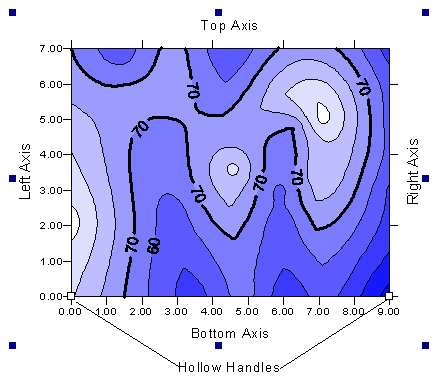 Top Axis
7.00
6.00
5.00
4.00
3.00
2.00
1.00
0.00
Left Axis
Right Axis
70
70
70
70
70
70
70
60
0.00 1.00 2.00 3.00 4.00 5.00 6.00 7.00 8.00 9.00
Bottom Axis
Hollow Handles